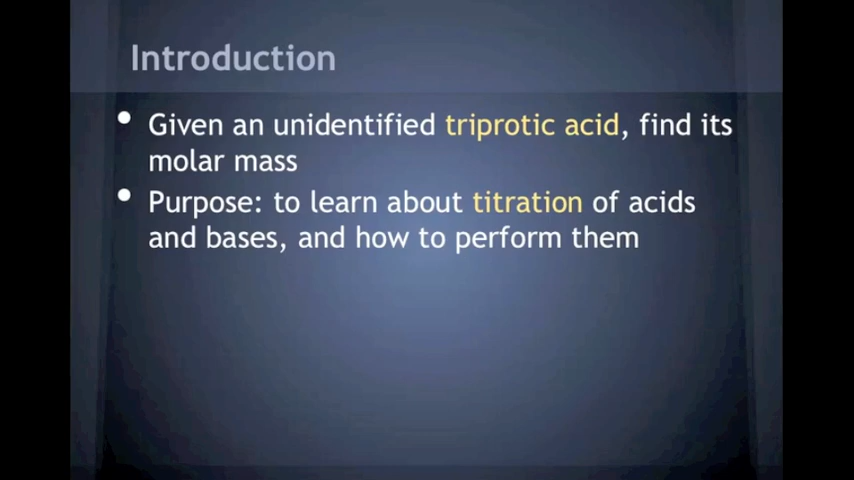 Introduction
• Given an unidentified triprotic acid, find its
molar mass
• Purpose: to learn about titration of acids
and bases, and how to perform them